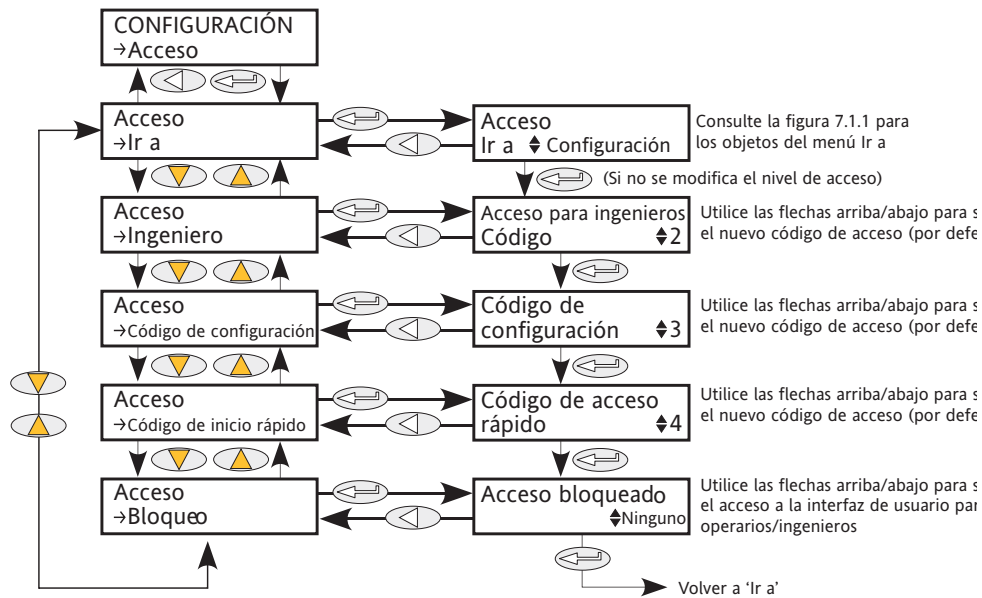 CONFIGURACIÓN
→Acceso
Acceso
→Ir a
Acceso
Ir a Configuración
Consulte la figura 7.1.1 para
los objetos del menú Ir a
(Si no se modifica el nivel de acceso)
Acceso
→Ingeniero
Acceso para ingenieros
Código 2
Utilice las flechas arriba/abajo para
el nuevo código de acceso (por
Acceso
→Código de configuración
Código de
configuración 3
Utilice las flechas arriba/abajo para
el nuevo código de acceso (por
Acceso
→Código de inicio rápido
Código de acceso
rápido 4
Utilice las flechas arriba/abajo para
el nuevo código de acceso (por
Acceso
→Bloqueo
Acceso bloqueado
Ninguno
Utilice las flechas arriba/abajo para
el acceso a la interfaz de usuario
operarios/ingenieros
Volver a ‘Ir a’